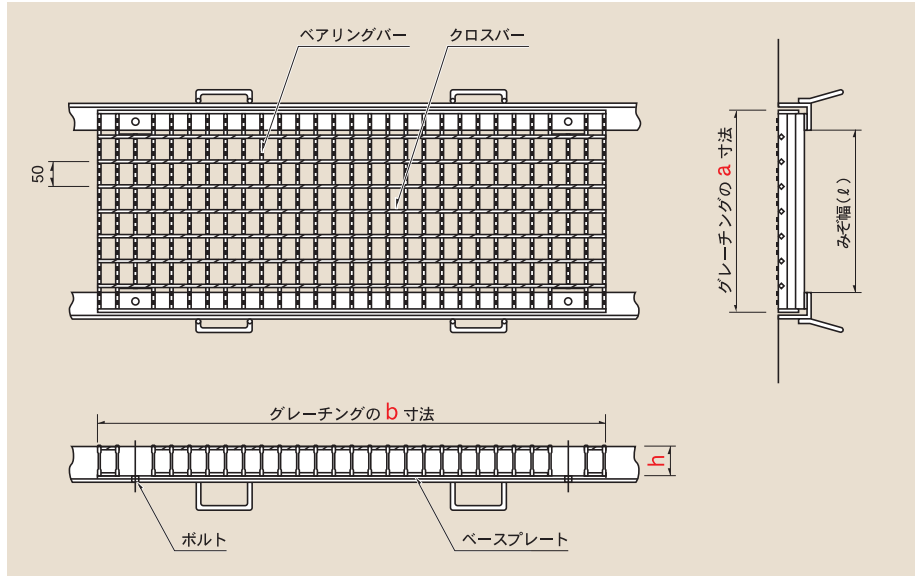 ベアリングバー
クロスバー
50
グレーチングの a 寸法
みぞ幅(ℓ)
グレーチングの b 寸法
h
ボルト
ベースプレート